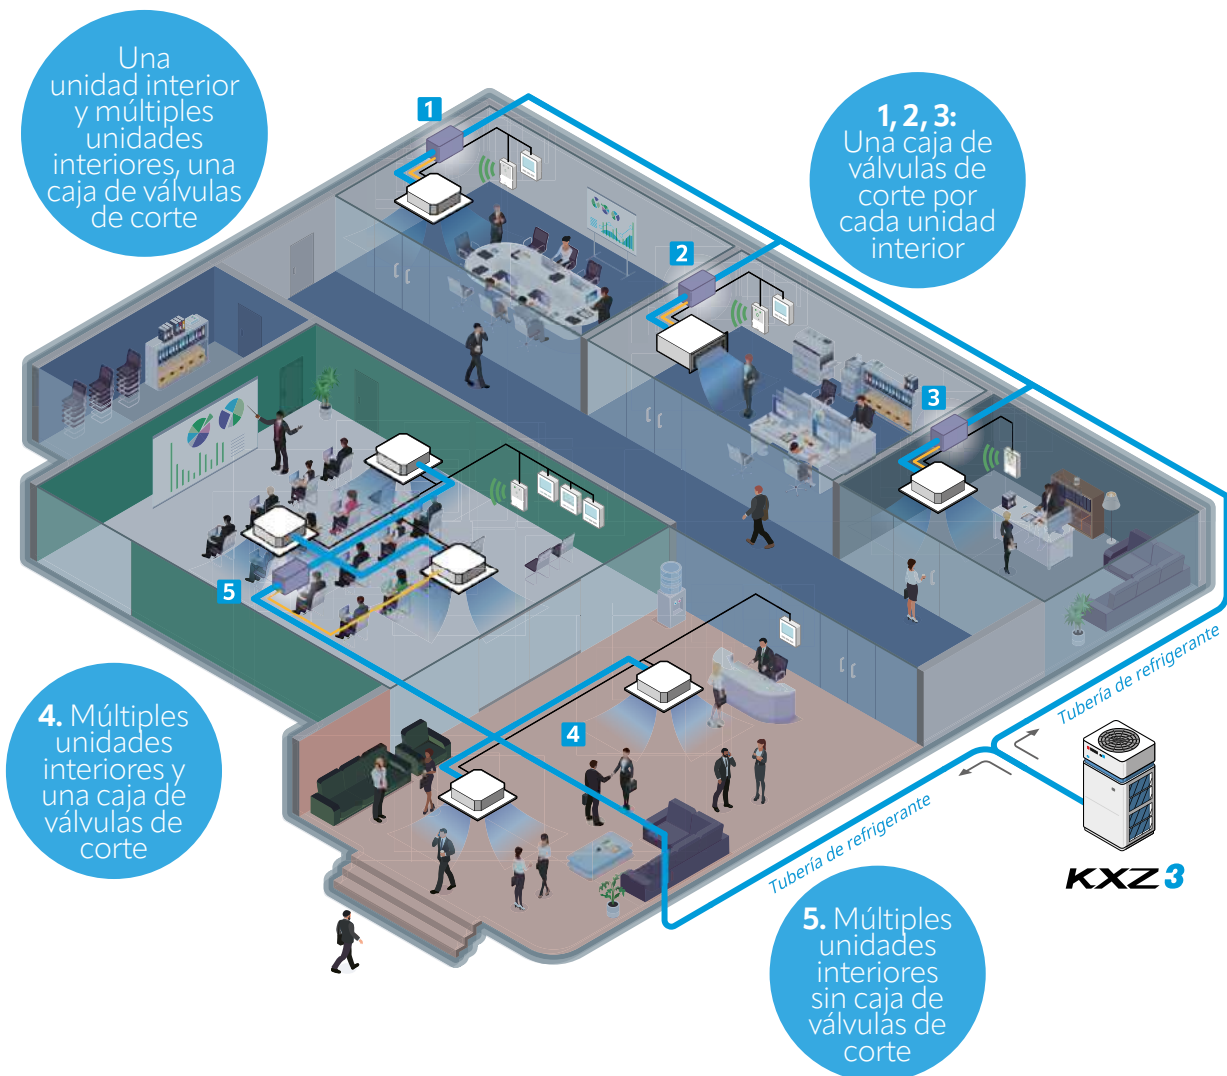 Una
unidad interior
y múltiples
unidades
interiores, una
caja de válvulas
de corte
1
1, 2, 3:
Una caja de
válvulas de
corte por
cada unidad
interior
2
3
5
4
4. Múltiples
unidades
interiores y
una caja de
válvulas de
corte
Tubería de refrigerante
Tubería de refrigerante
KXZ3
5. Múltiples
unidades
interiores
sin caja de
válvulas de
corte